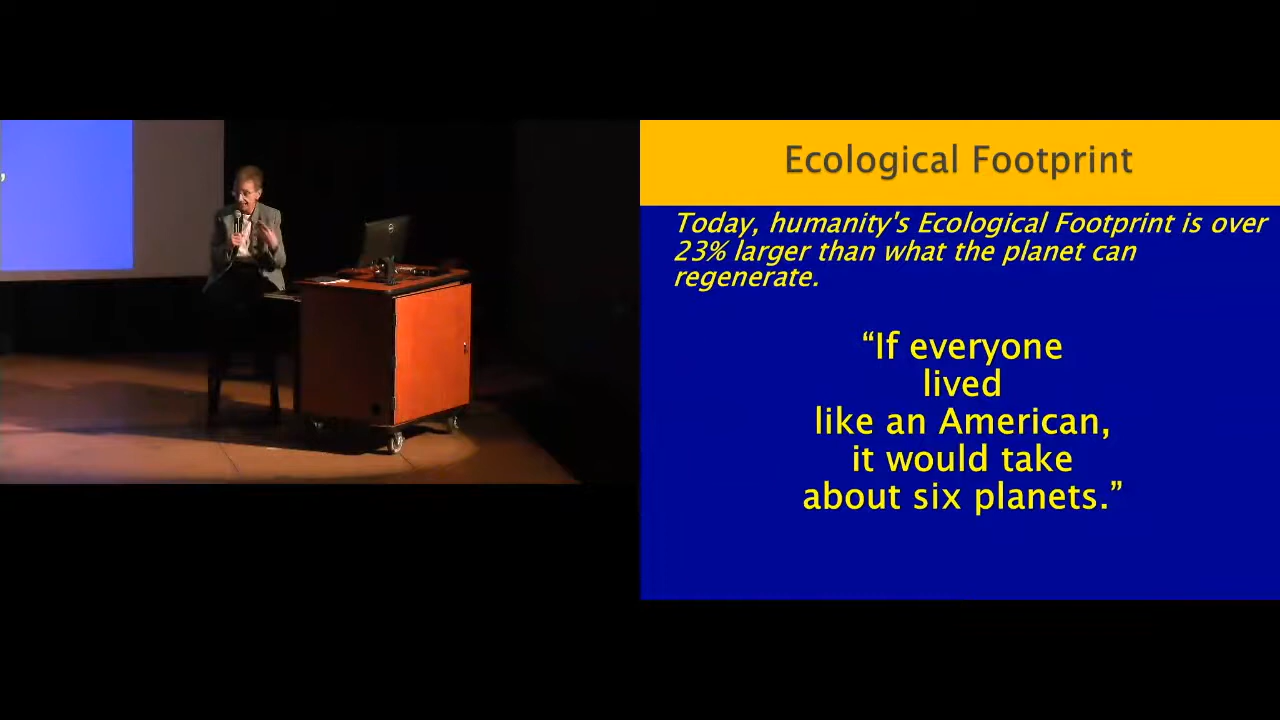 Ecological Footprint
Today, humanity's Ecological Footprint is over
23% larger than what the planet can
regenerate.
“If everyone
lived
like an American,
it would take
about six planets.”